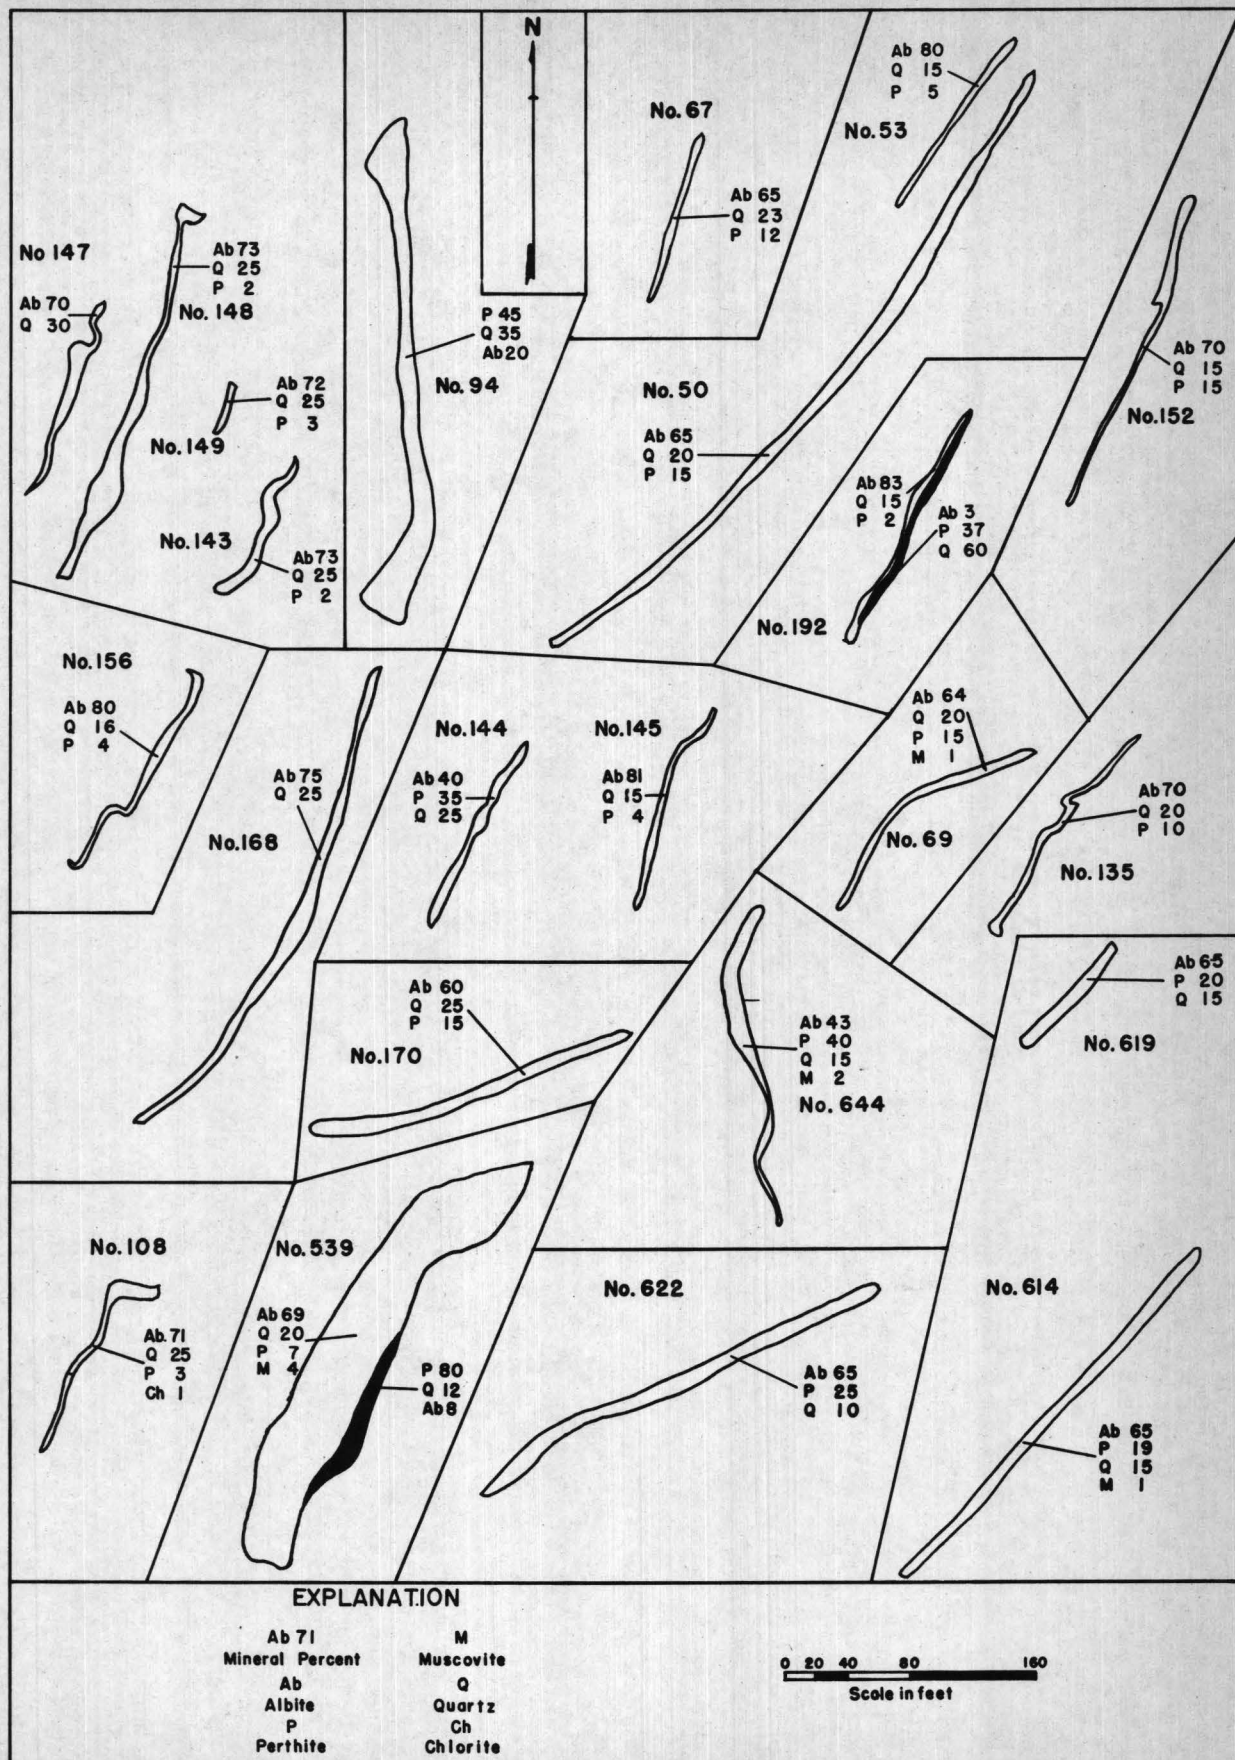 N
No 147
Ab 70
Q 30
Ab 73
Q 25
P 2
No. 148
Ab 72
Q 25
P 3
No. 149
No. 143
Ab 73
Q 25
P 2
P 45
Q 35
Ab 20
No. 94
No. 67
Ab 65
Q 23
P 12
Ab 80
Q 15
P 5
No. 53
No. 50
Ab 65
Q 20
P 15
Ab 70
Q 15
P 15
No. 152
Ab 83
Q 15
P 2
Ab 3
P 37
Q 60
No. 192
No. 156
Ab 80
Q 16
P 4
Ab 75
Q 25
No. 168
No. 144
Ab 40
P 35
Q 25
No. 145
Ab 81
Q 15
P 4
Ab 64
Q 20
P 15
M 1
No. 69
Ab 70
Q 20
P 10
No. 135
Ab 60
Q 25
P 15
No. 170
Ab 43
P 40
Q 15
M 2
No. 644
Ab 65
P 20
Q 15
No. 619
No. 108
Ab. 71
Q 25
P 3
Ch 1
No. 539
Ab 69
Q 20
P 7
M 4
P 80
Q 12
Ab 8
No. 622
Ab 65
P 25
Q 10
No. 614
Ab 65
P 19
Q 15
M 1
EXPLANATION
Ab 71
Mineral Percent
Ab
Albite
P
Perthite
M
Muscovite
Q
Quartz
Ch
Chlorite
0 20 40 80 160
Scale in feet